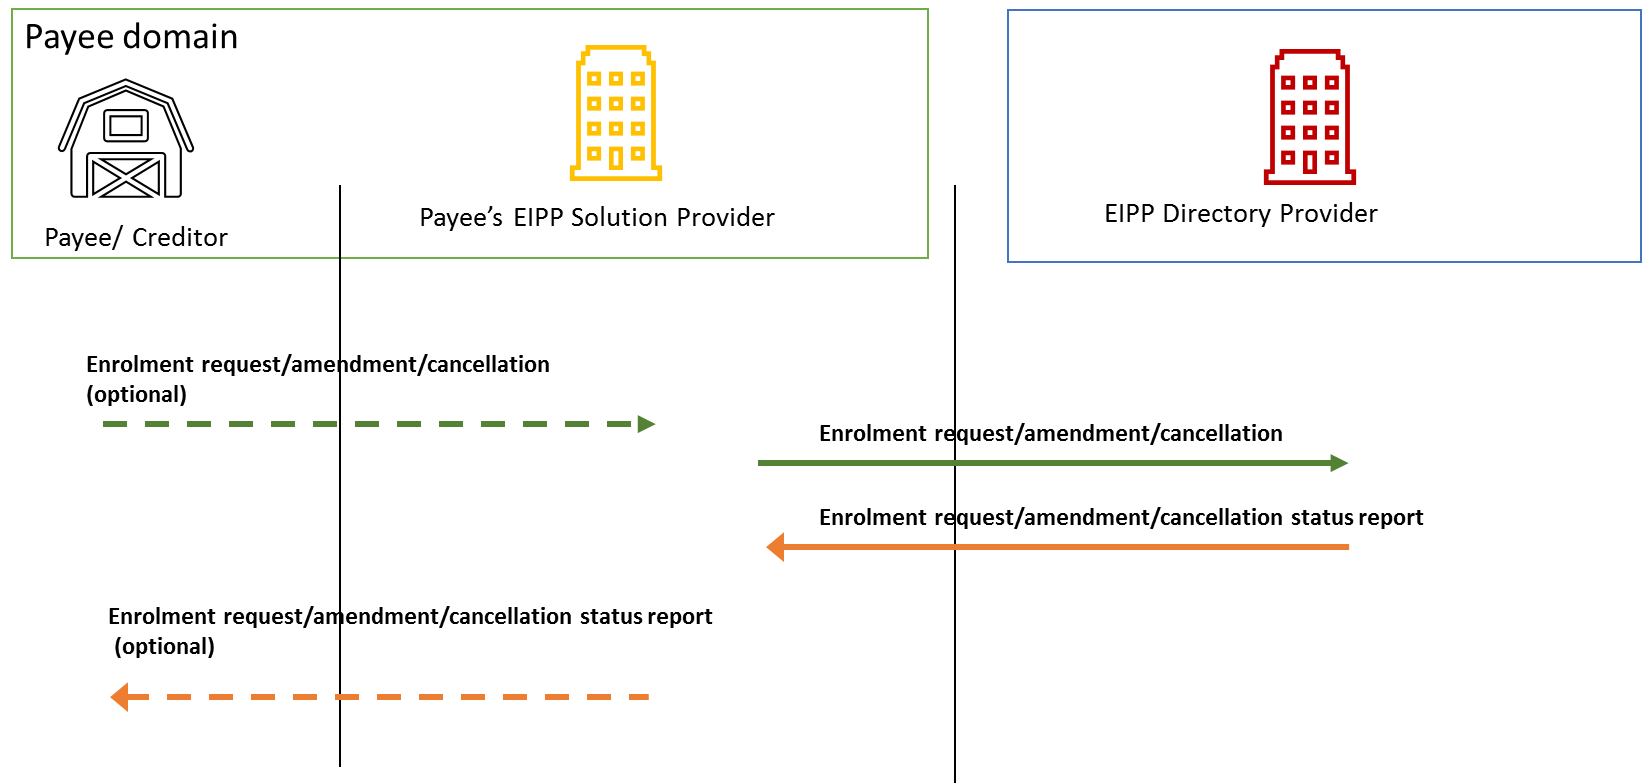 Payee domain
Payee/ Creditor
Payee’s EIPP Solution Provider
EIPP Directory Provider
Enrolment request/amendment/cancellation
(optional)
Enrolment request/amendment/cancellation
Enrolment request/amendment/cancellation status report
Enrolment request/amendment/cancellation status report
(optional)